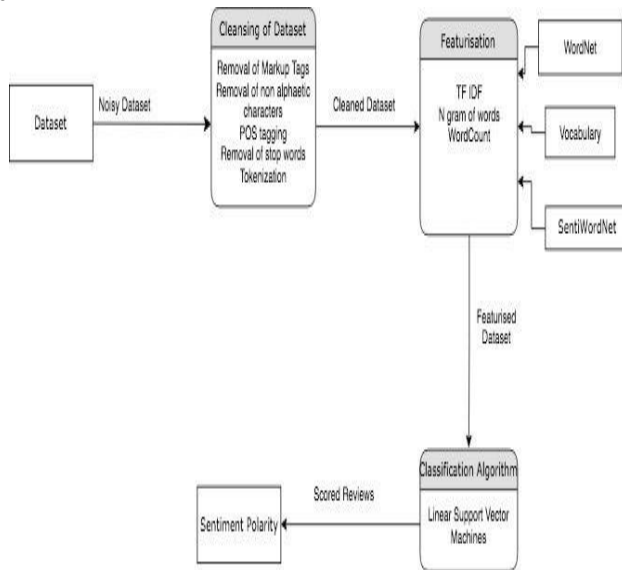 Cleansing of Dataset
Removal of Markup Tags
Removal of non alphaetic
characters
POS tagging
Removal of stop words
Tokenization
Dataset
Noisy Dataset
Cleaned Dataset
Featurisation
TF IDF
N gram of words
WordCount
WordNet
Vocabulary
SentiWordNet
Featurised
Dataset
Classification Algorithm
Linear Support Vector
Machines
Scored Reviews
Sentiment Polarity